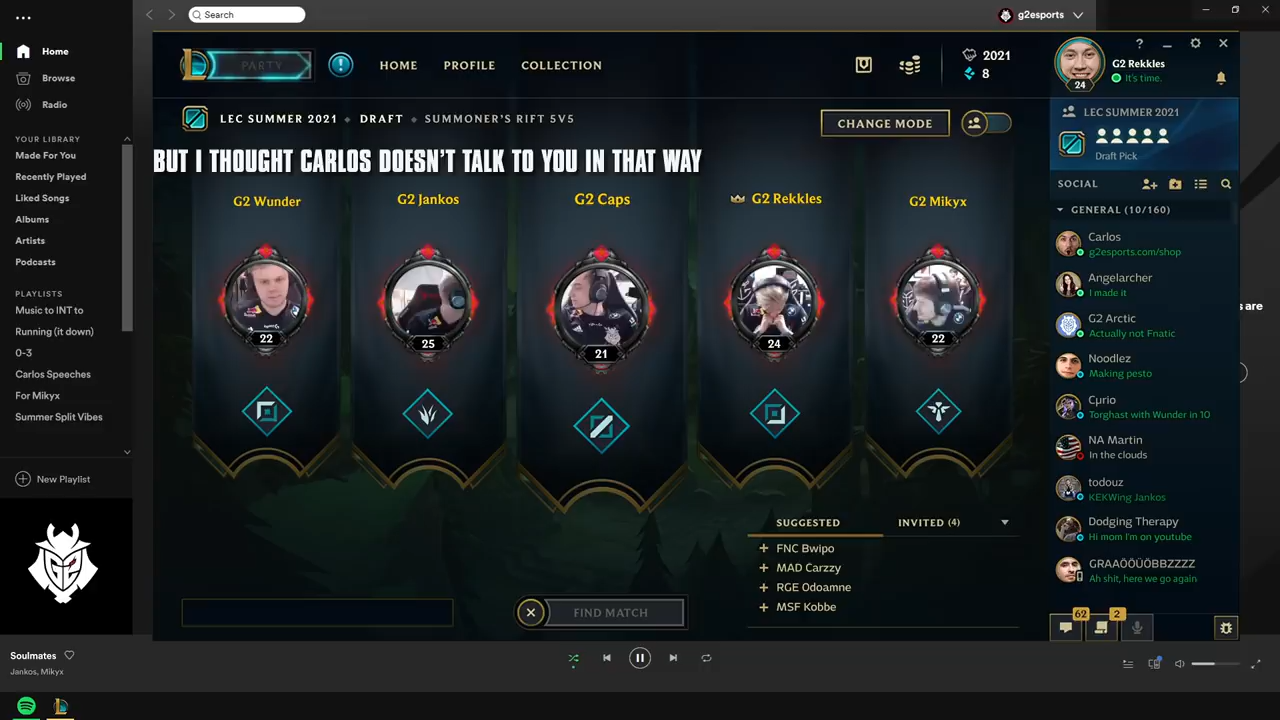 Search
g2esports
Home
Browse
Radio
YOUR LIBRARY
Made For You
Recently Played
Liked Songs
Albums
Artists
Podcasts
PLAYLISTS
Music to INT to
Running (it down)
0-3
Carlos Speeches
For Mikyx
Summer Split Vibes
New Playlist
Soulmates
Jankos, Mikyx
PARTY
HOME
PROFILE
COLLECTION
2021
8
LEC SUMMER 2021
DRAFT
SUMMONER'S RIFT 5V5
CHANGE MODE
BUT I THOUGHT CARLOS DOESN'T TALK TO YOU IN THAT WAY
G2 Wunder
G2 Jankos
G2 Caps
G2 Rekkles
G2 Mikyx
22
25
21
24
22
SUGGESTED
INVITED (4)
+ FNC Bwipo
+ MAD Carzzy
+ RGE Odoamne
+ MSF Kobbe
FIND MATCH
?
G2 Rekkles
It's time.
24
LEC SUMMER 2021
Draft Pick
SOCIAL
GENERAL (10/160)
Carlos
g2esports.com/shop
Angelarcher
I made it
G2 Arctic
Actually not Fnatic
Noodlez
Making pesto
Cyrio
Torghast with Wunder in 10
NA Martin
In the clouds
todouz
KEKWing Jankos
Dodging Therapy
Hi mom I'm on youtube
GRAAÖÖÜÖBBZZZZ
Ah shit, here we go again
62
2
s are